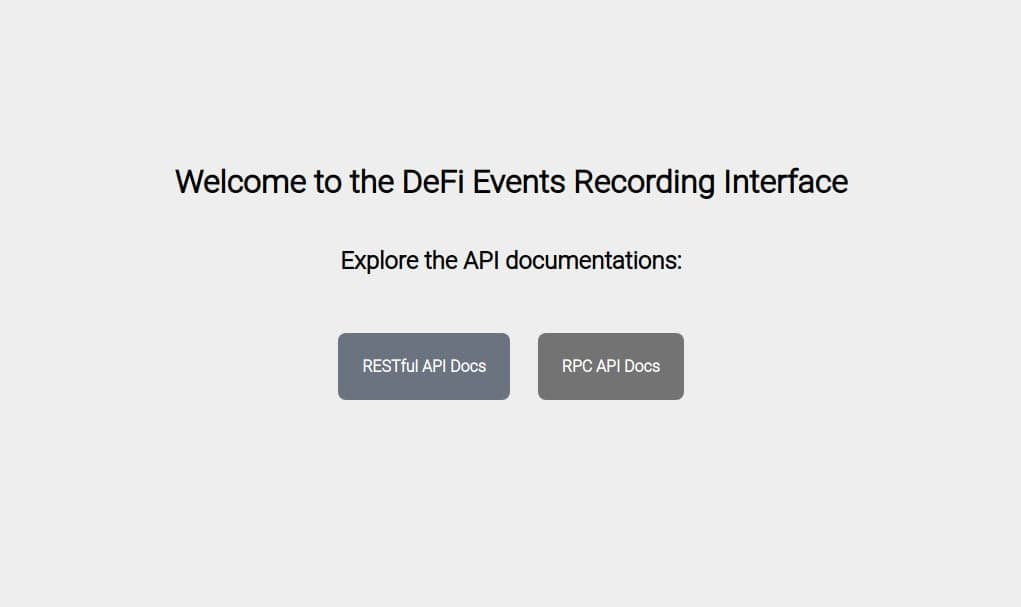 Welcome to the DeFi Events Recording Interface
Explore the API documentations:
RESTful API Docs
RPC API Docs